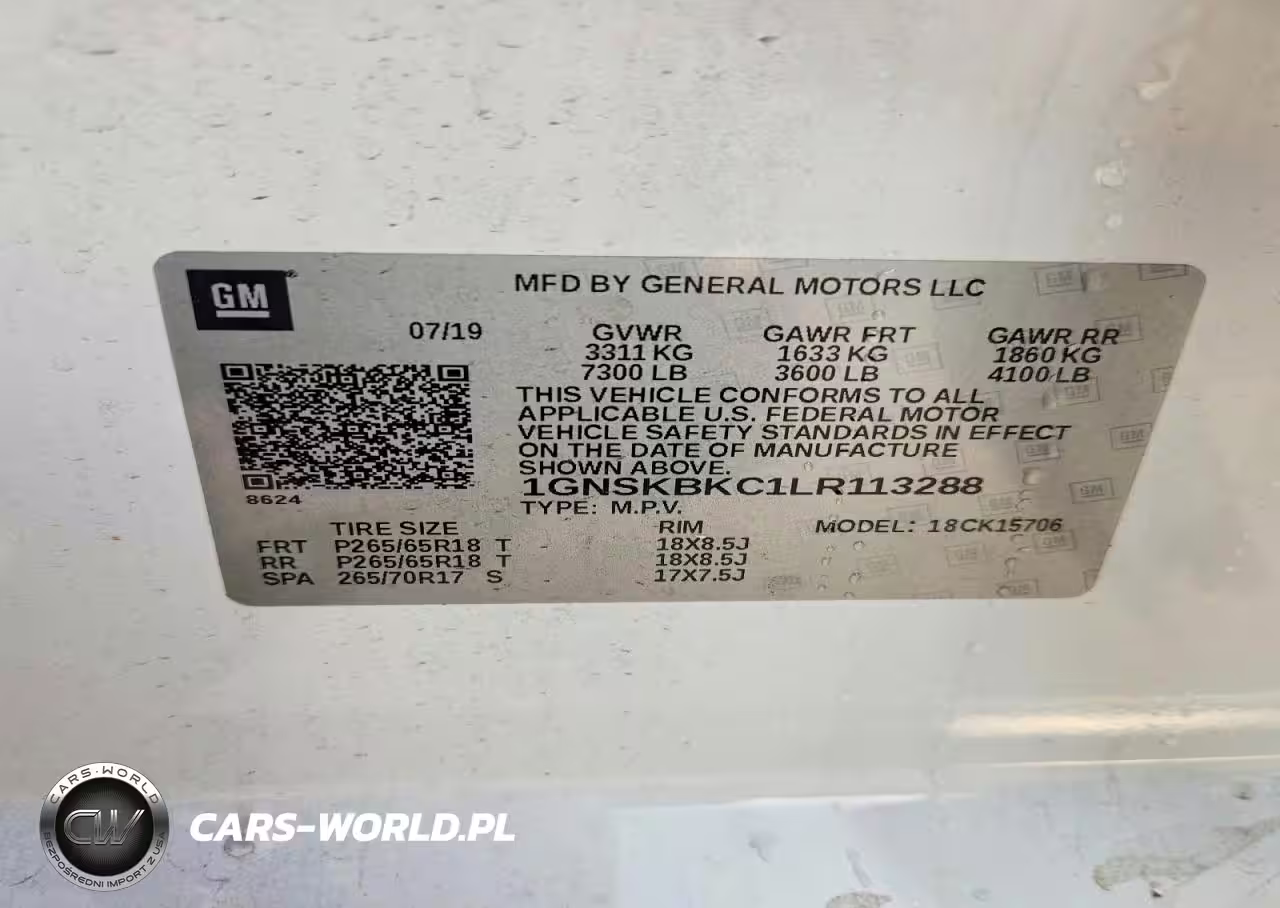 GM
MFD BY GENERAL MOTORS LLC
07/19 GVWR GAWR FRT GAWR RR
3311 KG 1633 KG 1860 KG
7300 LB 3600 LB 4100 LB
THIS VEHICLE CONFORMS TO ALL
APPLICABLE U.S. FEDERAL MOTOR
VEHICLE SAFETY STANDARDS IN EFFECT
ON THE DATE OF MANUFACTURE
SHOWN ABOVE.
8624
1GNSKBKC1LR113288
TYPE: M.P.V.
TIRE SIZE RIM MODEL: 18CK15706
FRT P265/65R18 T 18X8.5J
RR P265/65R18 T 18X8.5J
SPA 265/70R17 S 17X7.5J
CARS-WORLD
CW
BEZPOŚREDNI IMPORT Z USA
CARS-WORLD.PL